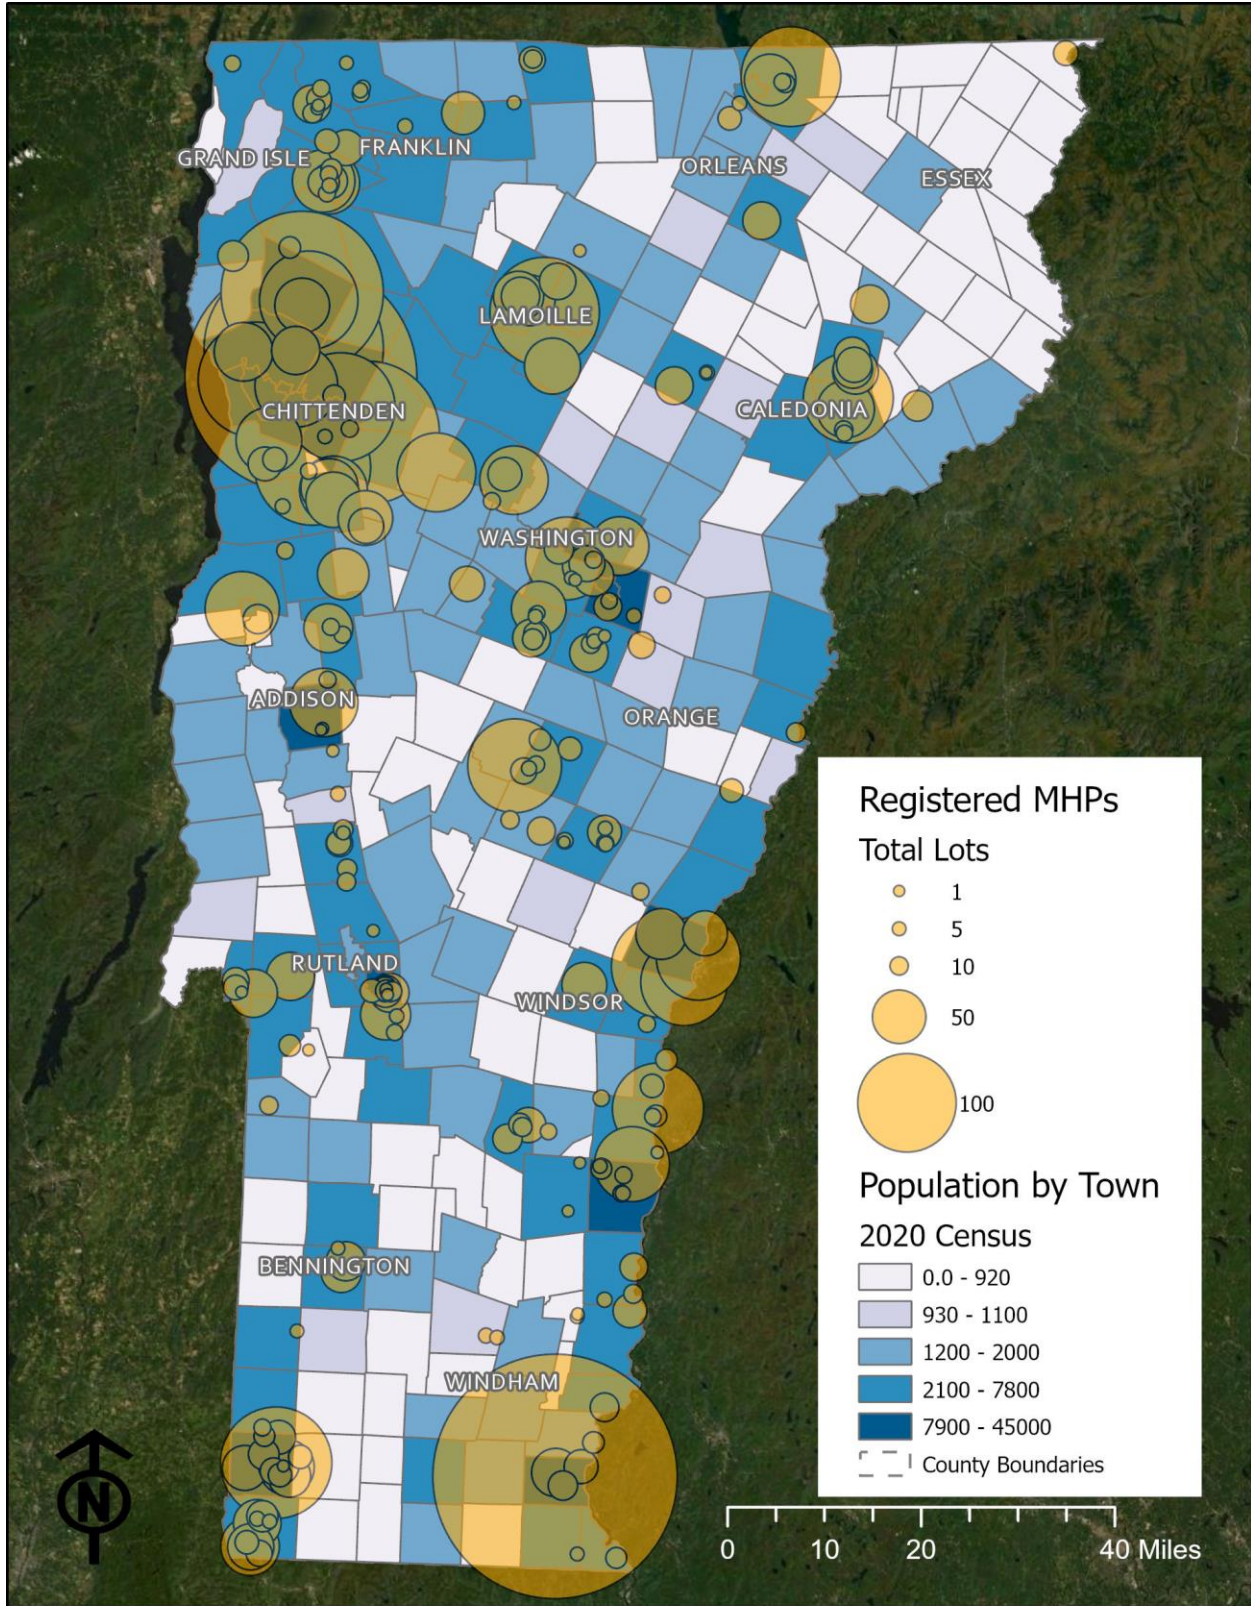 GRAND ISLE
FRANKLIN
ORLEANS
ESSEX
LAMOILLE
CHITTENDEN
CALEDONIA
WASHINGTON
ADDISON
ORANGE
RUTLAND
WINDSOR
BENNINGTON
WINDHAM
Registered MHPs
Total Lots
1
5
10
50
100
Population by Town
2020 Census
0.0 - 920
930 - 1100
1200 - 2000
2100 - 7800
7900 - 45000
County Boundaries
N
0 10 20 40 Miles